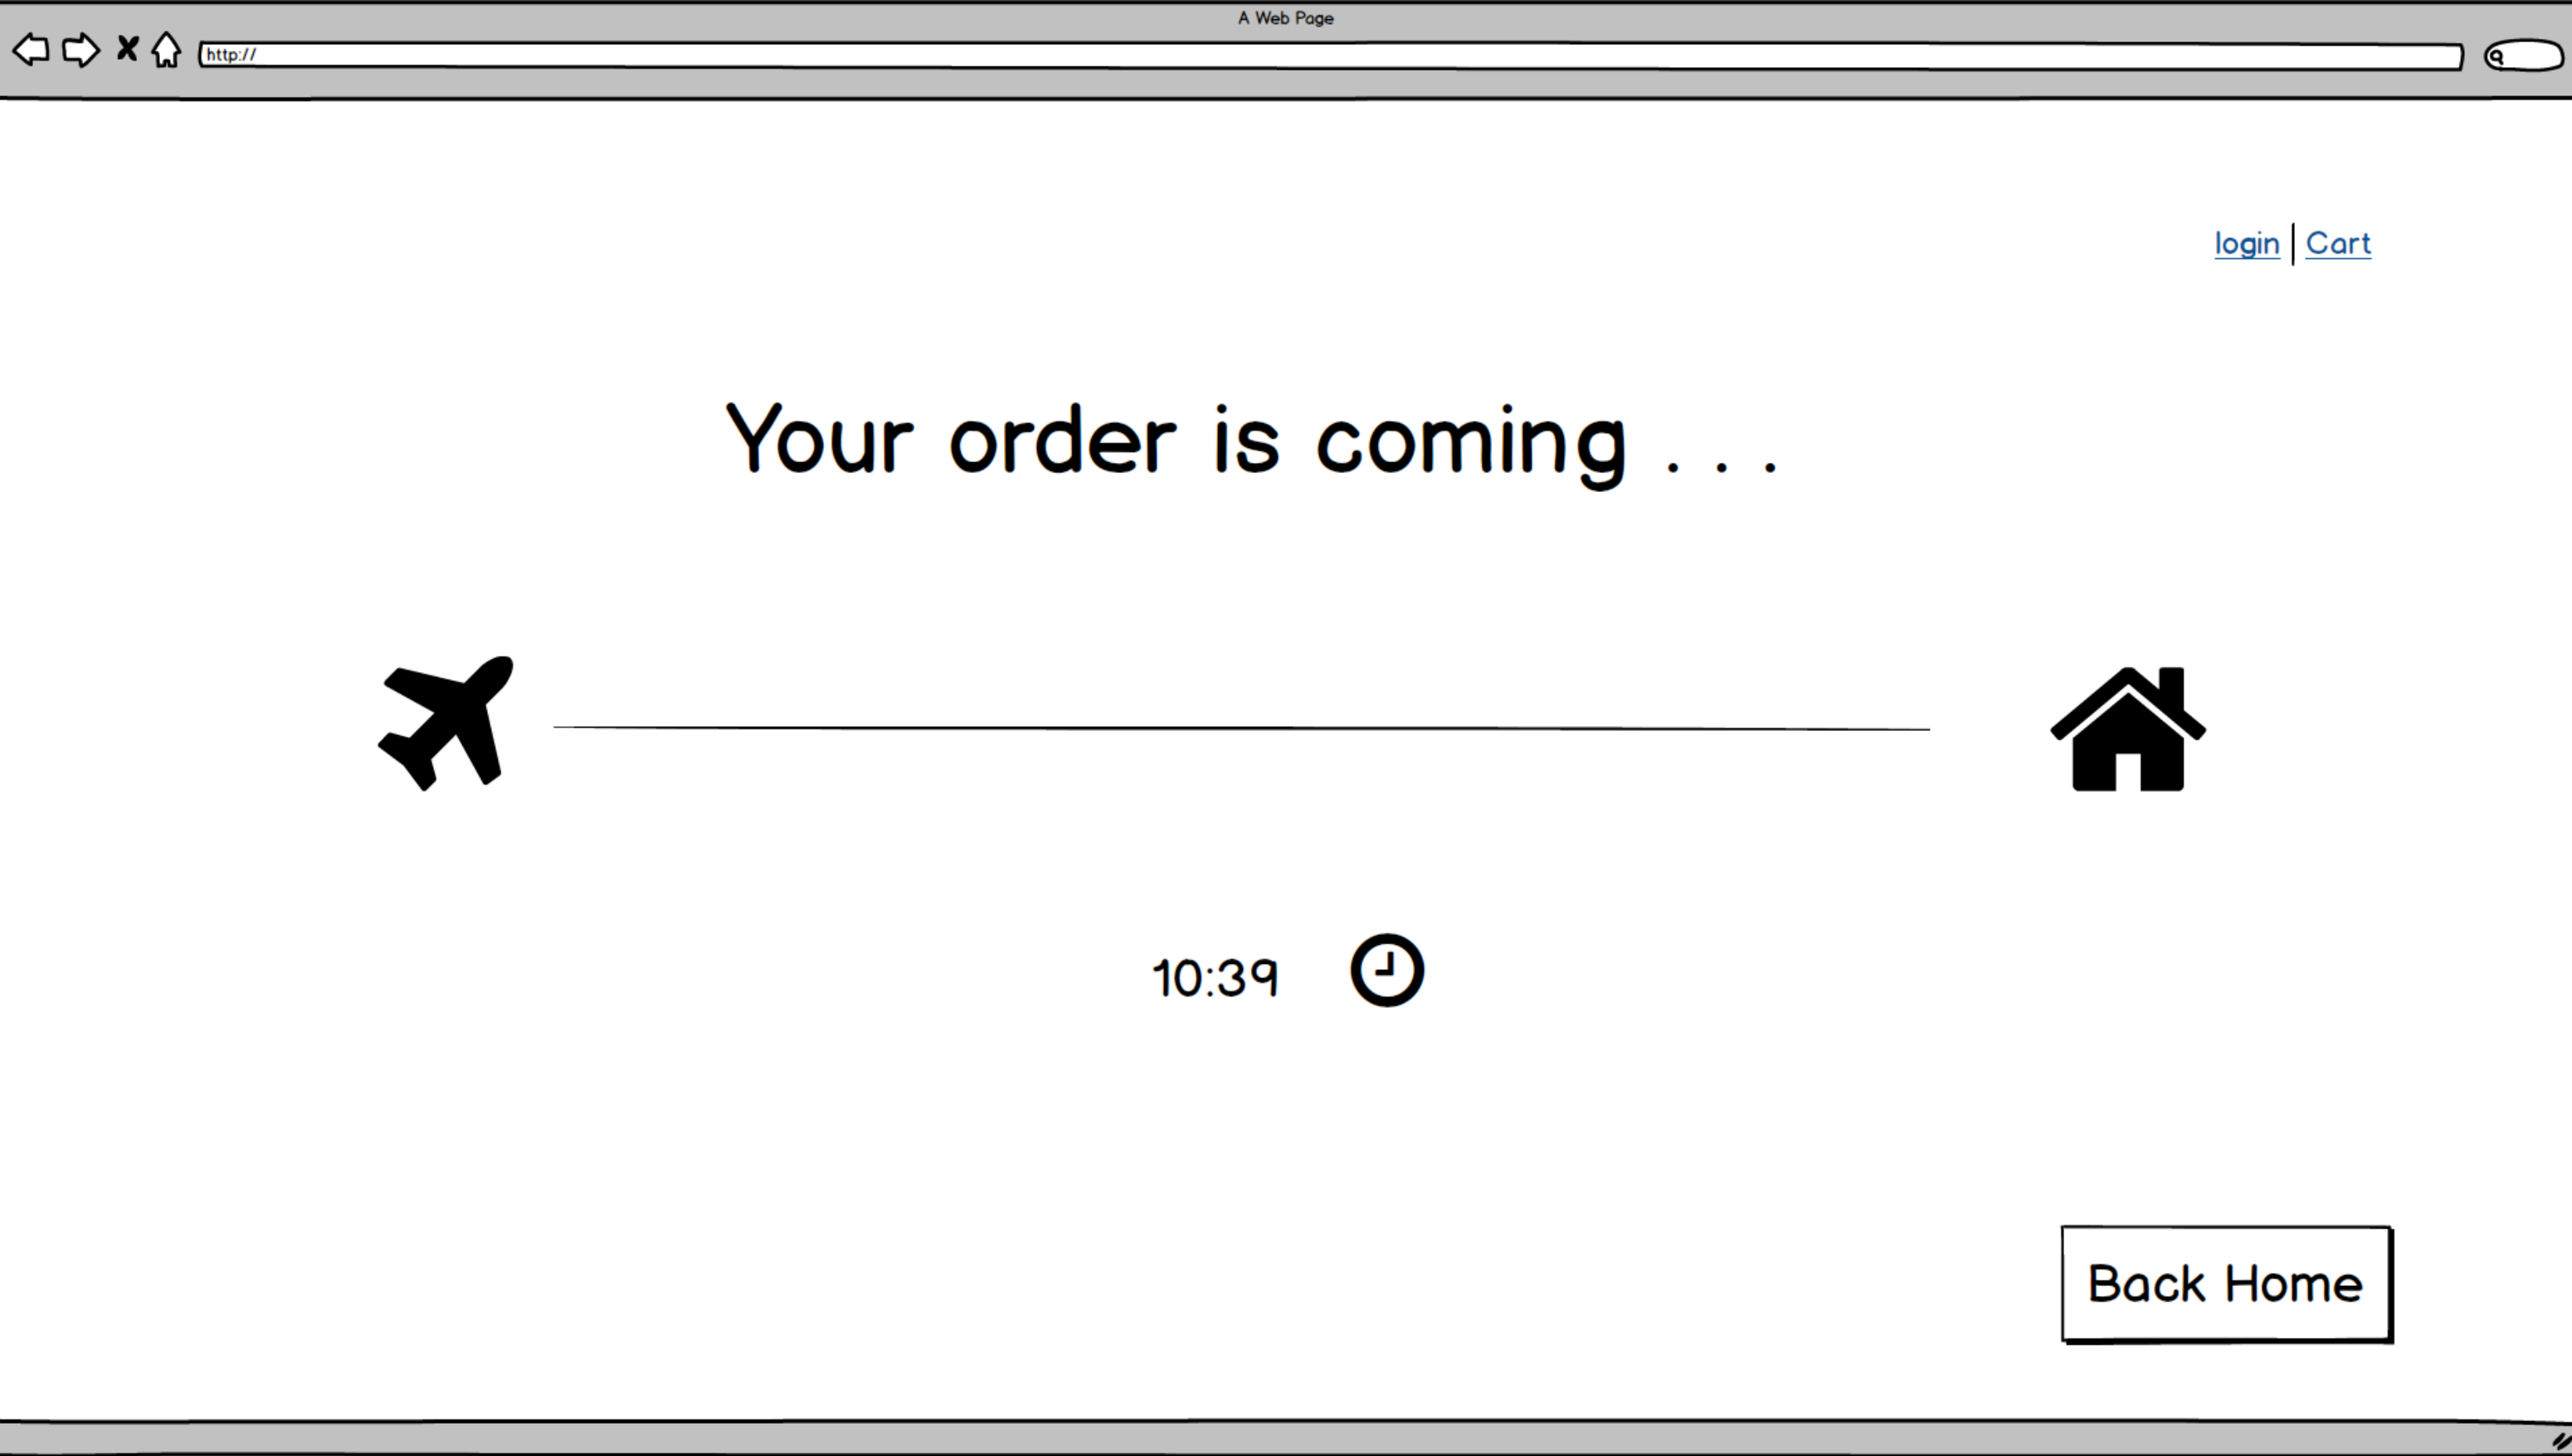 A Web Page
http://
login | Cart
Your order is coming . . .
10:39
Back Home